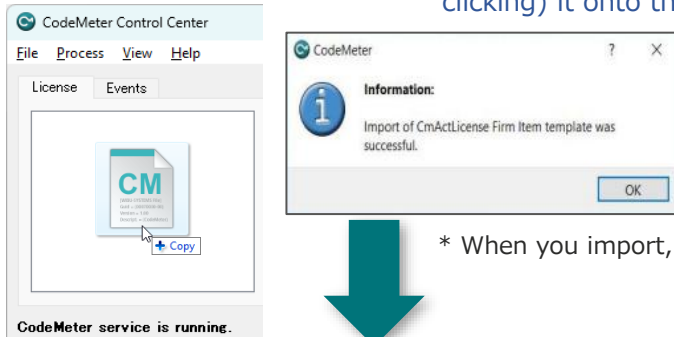 clicking) it onto th
CodeMeter Control Center
File Process View Help
License Events
CM
Copy
CodeMeter service is running.
CodeMeter ? X
Information:
Import of CmActLicense Firm Item template was
successful.
OK
* When you import,